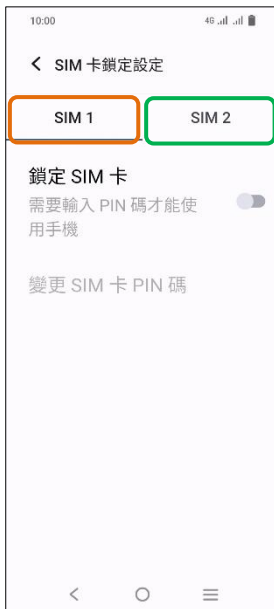 10:00
4G
SIM 卡鎖定設定
SIM 1
SIM 2
鎖定 SIM 卡
需要輸入 PIN 碼才能使
用手機
變更 SIM 卡 PIN 碼